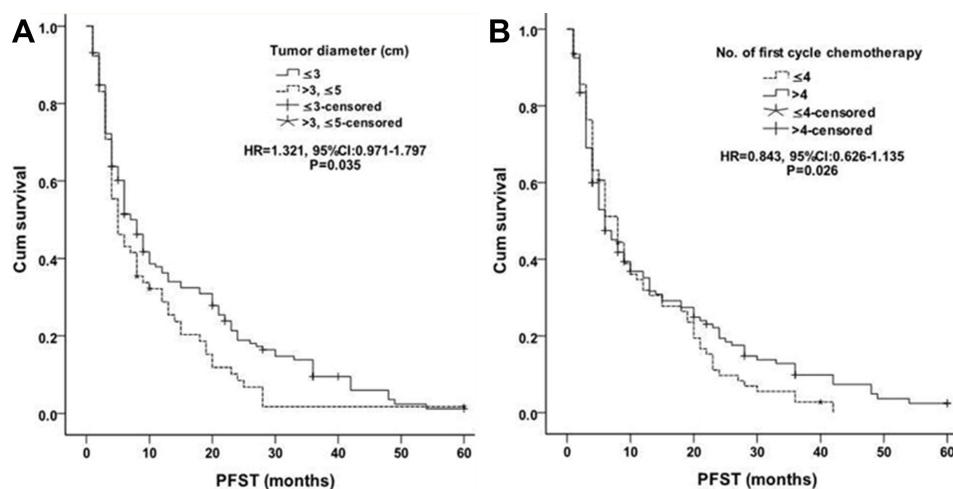 A
Tumor diameter (cm)
≤3
>3, ≤5
≤3-censored
>3, ≤5-censored
HR=1.321, 95%CI:0.971-1.797
P=0.035
Cum survival
1.0
0.8
0.6
0.4
0.2
0.0
0 10 20 30 40 50 60
PFST (months)
B
No. of first cycle chemotherapy
≤4
>4
≤4-censored
>4-censored
HR=0.843, 95%CI:0.626-1.135
P=0.026
Cum survival
1.0
0.8
0.6
0.4
0.2
0.0
0 10 20 30 40 50 60
PFST (months)